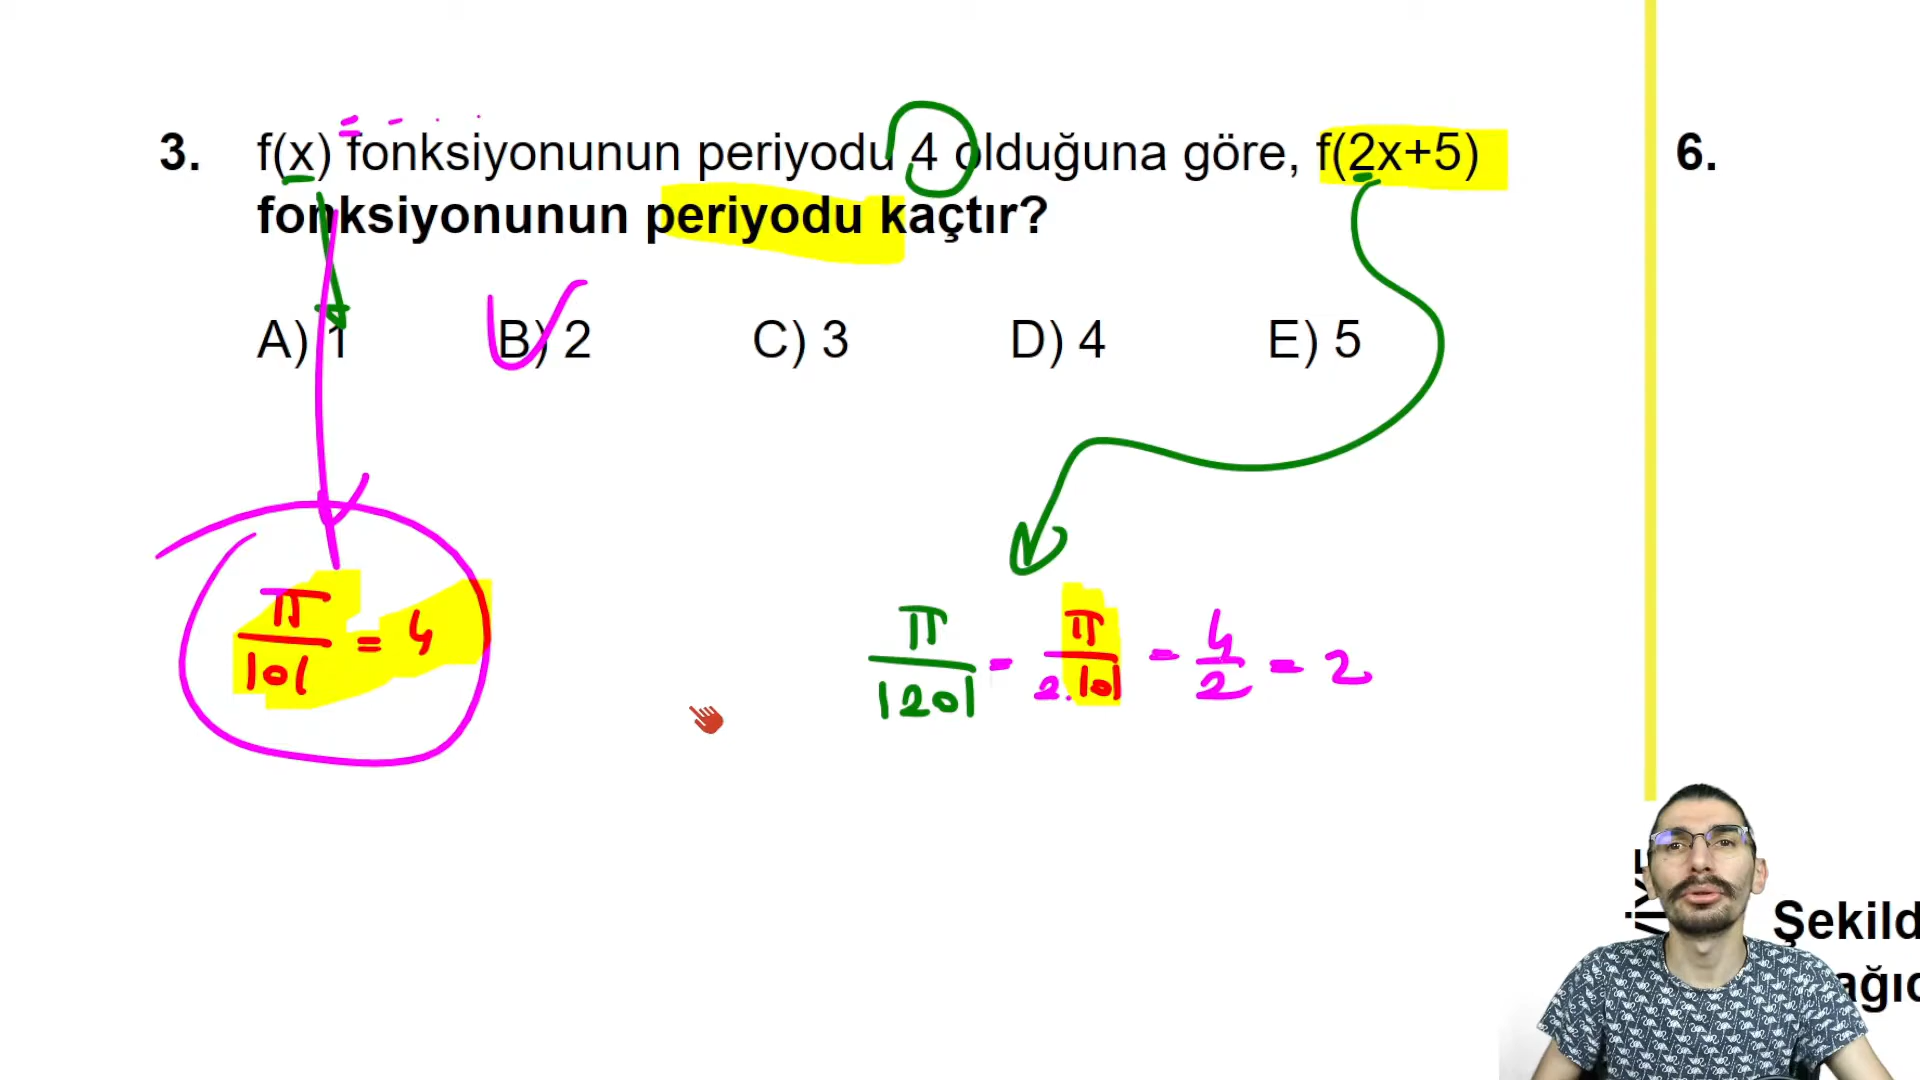 3. f(x) fonksiyonunun periyodu 4 olduğuna göre, f(2x+5)
fonksiyonunun periyodu kaçtır?
A) 1 B) 2 C) 3 D) 4 E) 5
π/|a| = 4
π/|2a| = π/2.|a| = 4/2 = 2
6.
Şekild
ağıd